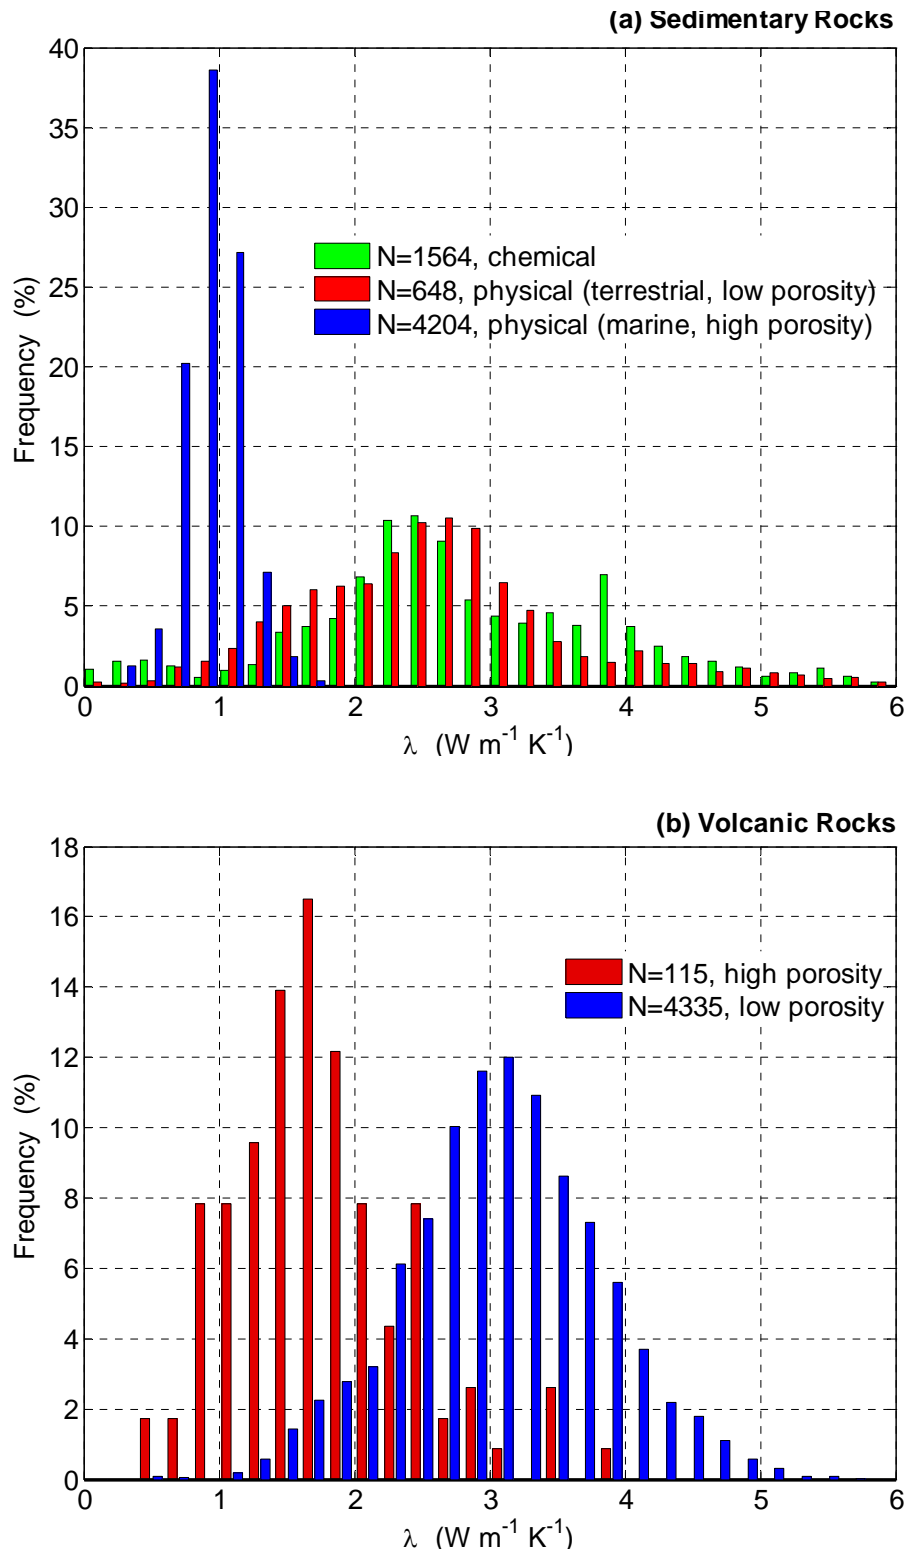 (a) Sedimentary Rocks
40
35
30
25
20
15
10
5
0
Frequency (%)
N=1564, chemical
N=648, physical (terrestrial, low porosity)
N=4204, physical (marine, high porosity)
0 1 2 3 4 5 6
λ (W m⁻¹ K⁻¹)
(b) Volcanic Rocks
18
16
14
12
10
8
6
4
2
0
Frequency (%)
N=115, high porosity
N=4335, low porosity
0 1 2 3 4 5 6
λ (W m⁻¹ K⁻¹)